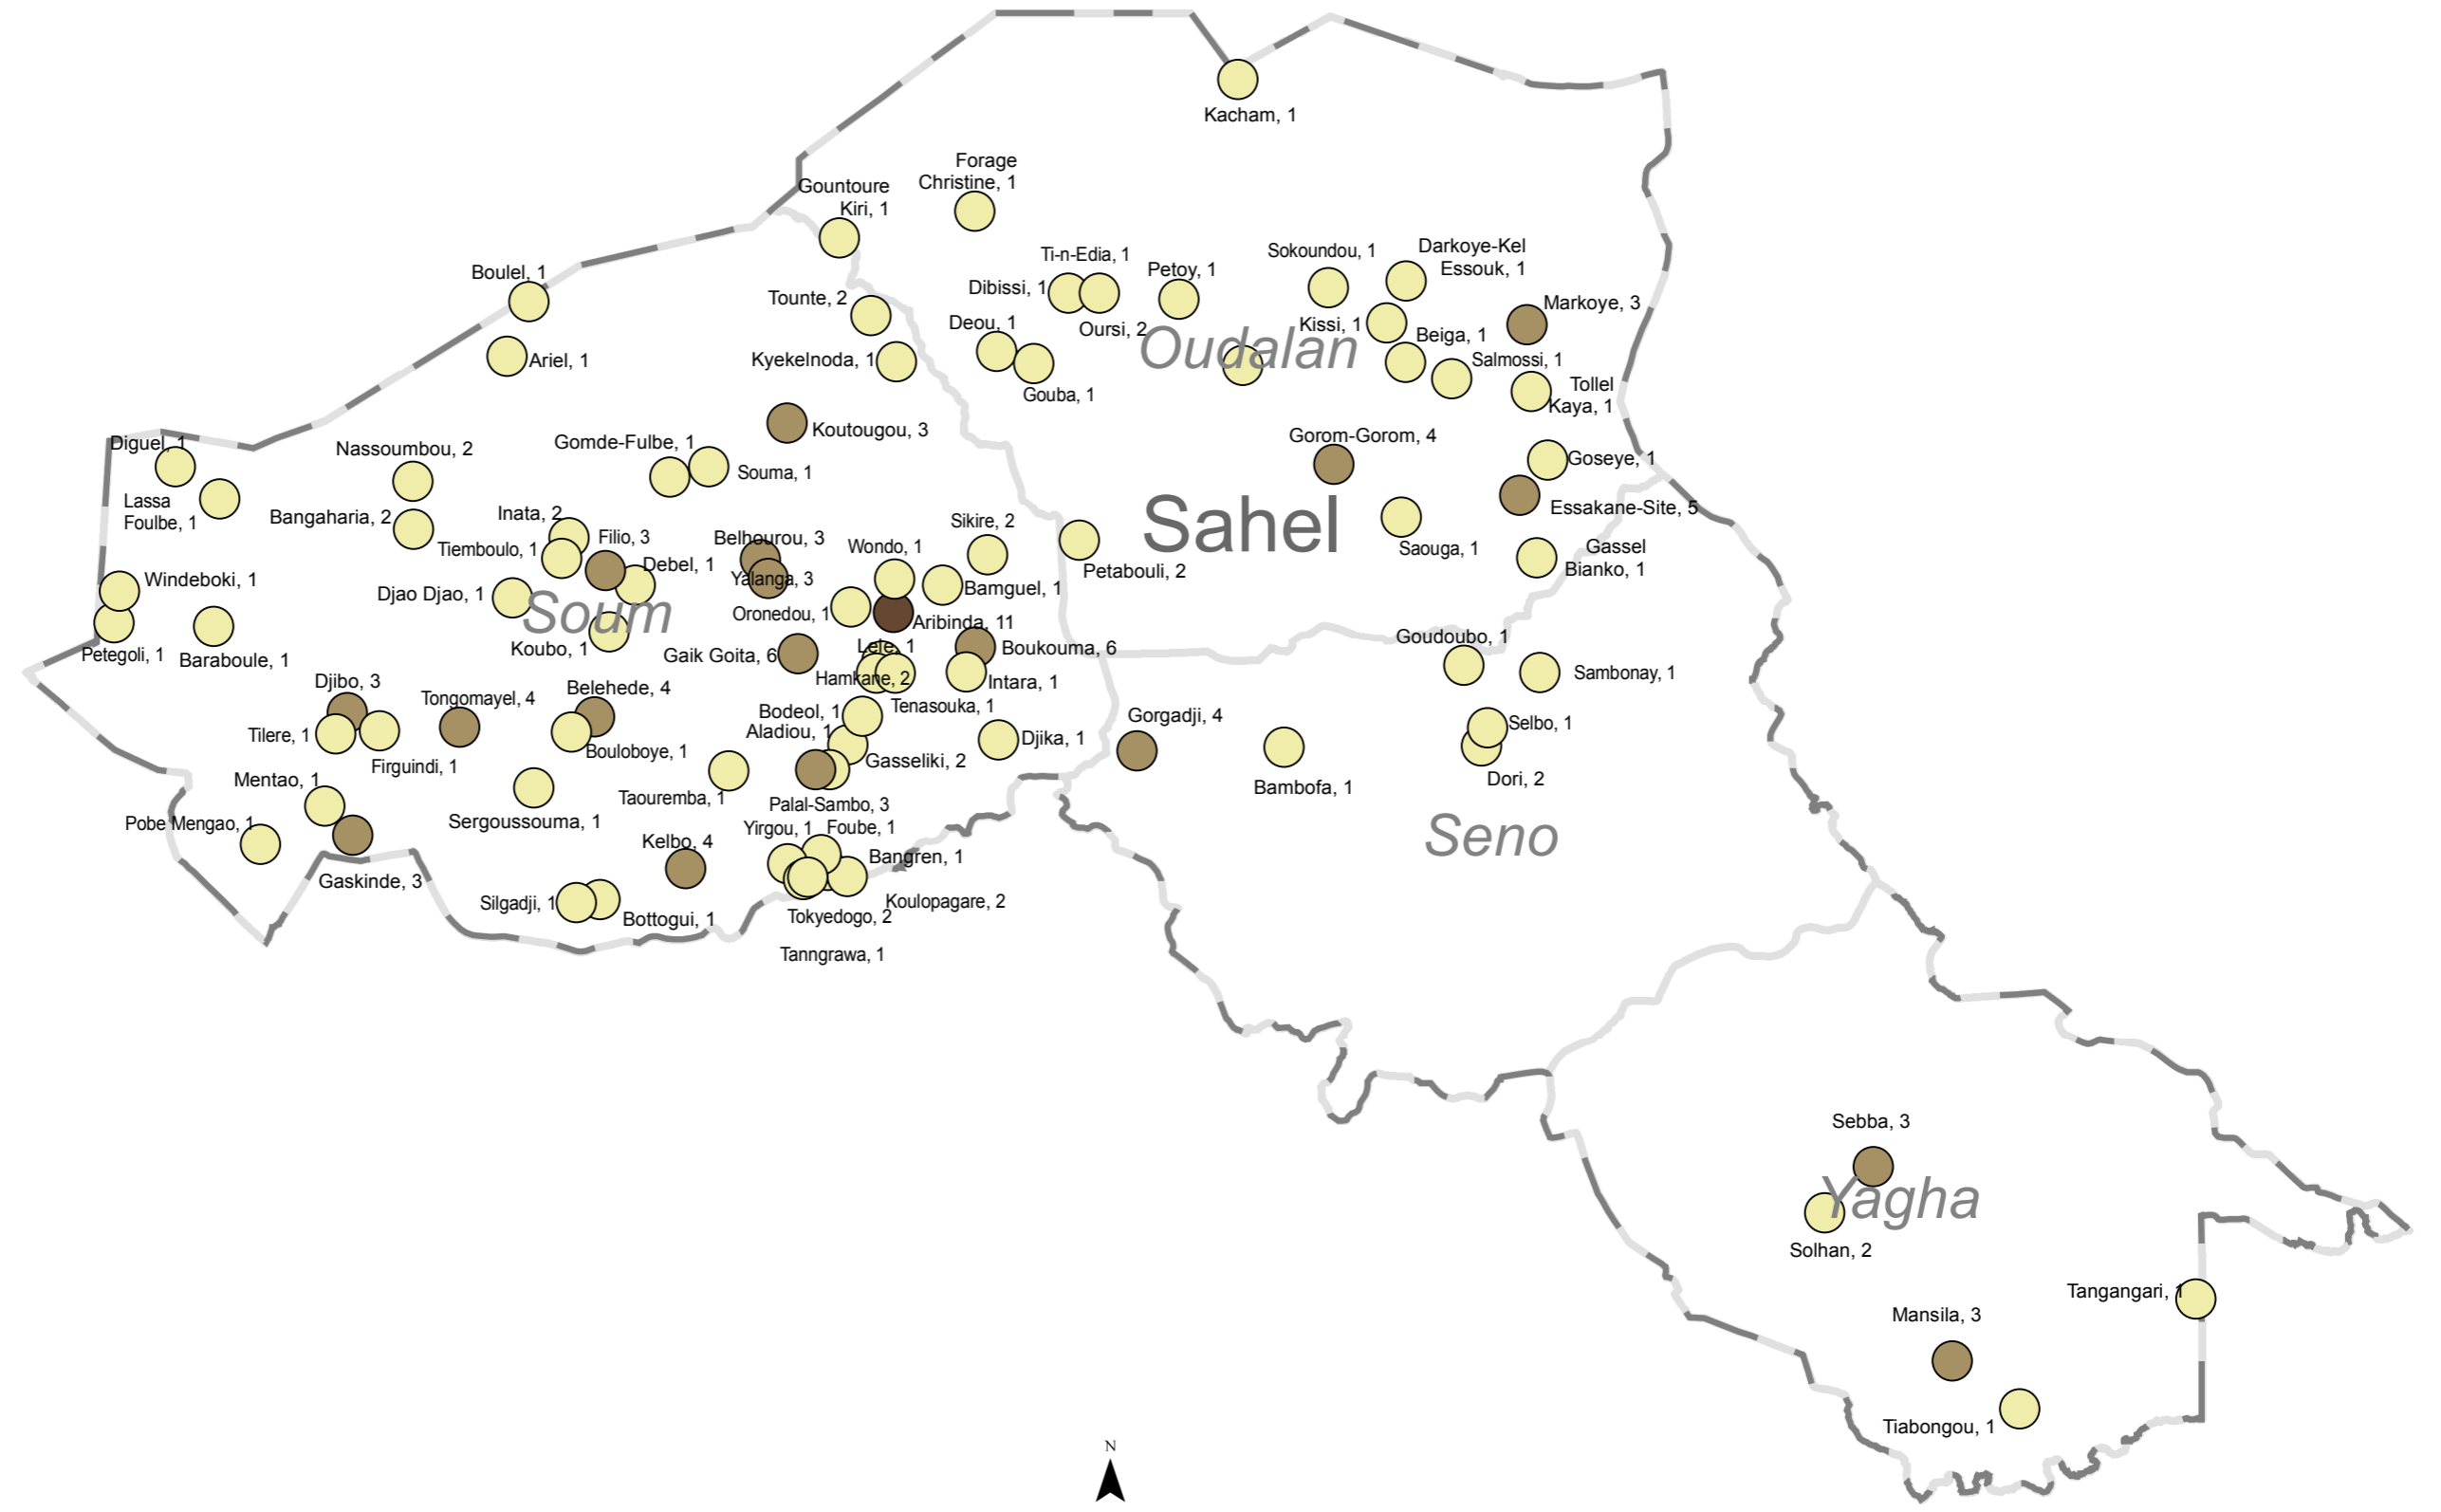 Kacham, 1
Forage
Christine, 1
Gountoure
Kiri, 1
Boulel, 1
Ariel, 1
Tounte, 2
Kyekelnoda, 1
Ti-n-Edia, 1
Dibissi, 1
Oursi, 2
Petoy, 1
Deou, 1
Gouba, 1
Sokoundou, 1
Darkoye-Kel
Essouk, 1
Kissi, 1
Beiga, 1
Markoye, 3
Salmossi, 1
Tollel
Kaya, 1
Oudalan
Koutougou, 3
Gorom-Gorom, 4
Goseye, 1
Essakane-Site, 5
Sahel
Saouga, 1
Gassel
Bianko, 1
Diguel, 1
Lassa
Foulbe, 1
Nassoumbou, 2
Bangaharia, 2
Gomde-Fulbe, 1
Souma, 1
Inata, 2
Tiemboulo, 1
Filio, 3
Debel, 1
Belhourou, 3
Yalanga, 3
Wondo, 1
Sikire, 2
Bamguel, 1
Petabouli, 2
Windeboki, 1
Petegoli, 1
Baraboule, 1
Djao Djao, 1
Soum
Koubo, 1
Oronedou, 1
Aribinda, 11
Gaik Goita, 6
Lele, 1
Hamkane, 2
Tenasouka, 1
Boukouma, 6
Intara, 1
Goudoubo, 1
Sambonay, 1
Djibo, 3
Tilere, 1
Firguindi, 1
Tongomayel, 4
Belehede, 4
Bouloboye, 1
Bodeol, 1
Aladiou, 1
Gasseliki, 2
Djika, 1
Gorgadji, 4
Bambofa, 1
Selbo, 1
Dori, 2
Mentao, 1
Pobe Mengao, 1
Gaskinde, 3
Sergoussouma, 1
Taouremba, 1
Palal-Sambo, 3
Yirgou, 1
Foube, 1
Kelbo, 4
Bangren, 1
Koulopagare, 2
Tokyedogo, 2
Tanngrawa, 1
Silgadji, 1
Bottogui, 1
Seno
Sebba, 3
Yagha
Solhan, 2
Tangangari, 1
Mansila, 3
Tiabongou, 1
N